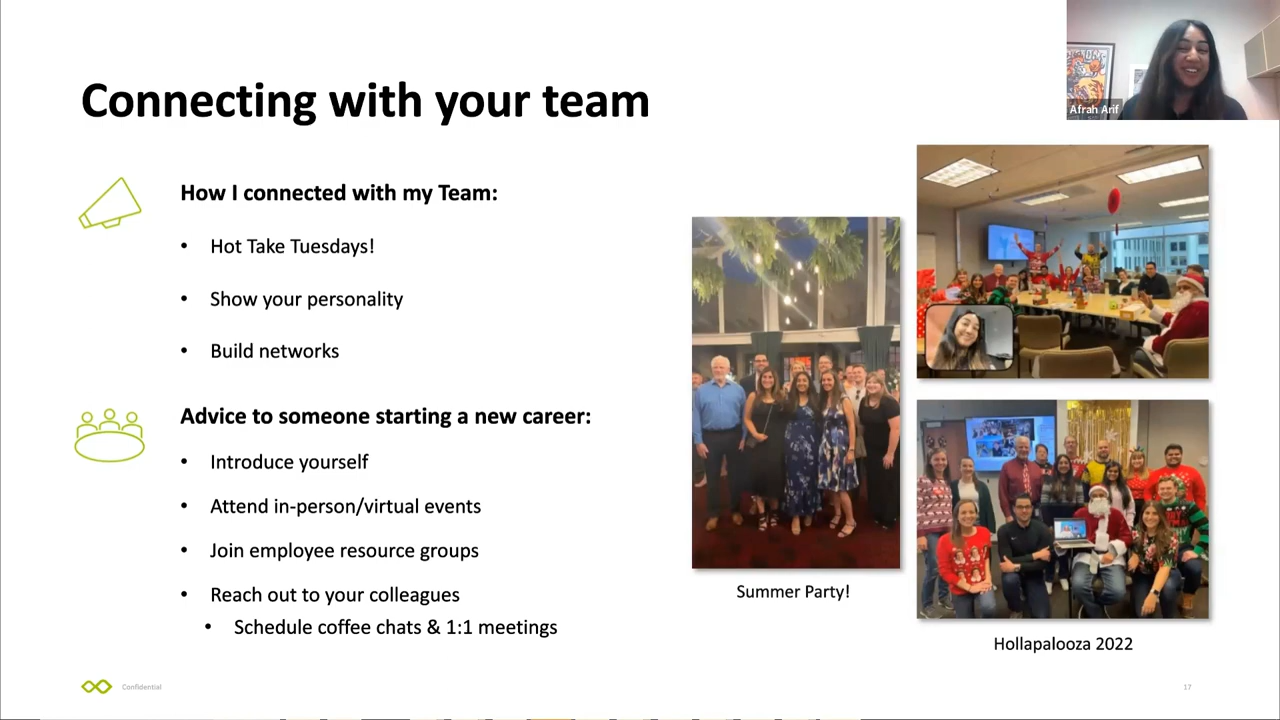 Connecting with your team
Afrah Arif
How I connected with my Team:
• Hot Take Tuesdays!
• Show your personality
• Build networks
Advice to someone starting a new career:
• Introduce yourself
• Attend in-person/virtual events
• Join employee resource groups
• Reach out to your colleagues
• Schedule coffee chats & 1:1 meetings
Summer Party!
Hollapalooza 2022
Confidential
17